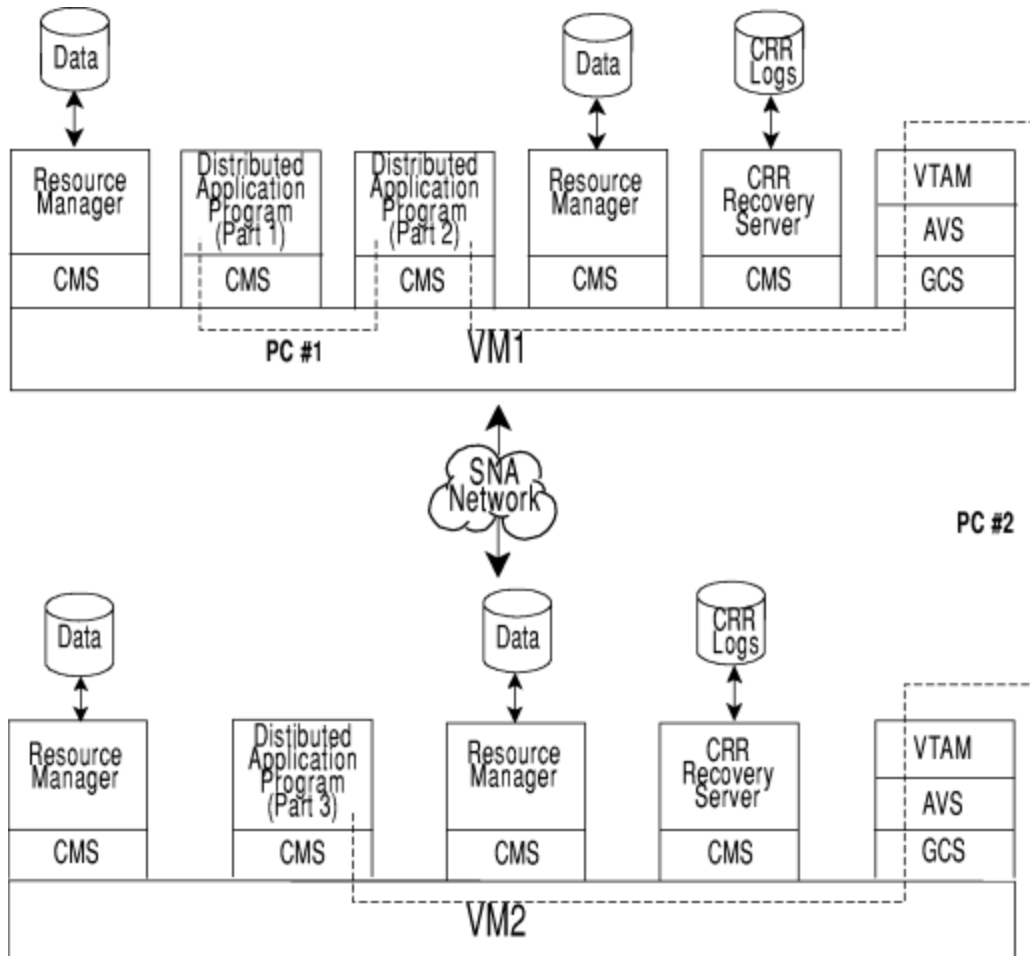 Data
Data
CRR
Logs
Resource
Manager
CMS
Distributed
Application
Program
(Part 1)
CMS
Distributed
Application
Program
(Part 2)
CMS
Resource
Manager
CMS
CRR
Recovery
Server
CMS
VTAM
AVS
GCS
PC #1
VM1
SNA
Network
PC #2
Data
Data
CRR
Logs
Resource
Manager
CMS
Distibuted
Application
Program
(Part 3)
CMS
Resource
Manager
CMS
CRR
Recovery
Server
CMS
VTAM
AVS
GCS
VM2